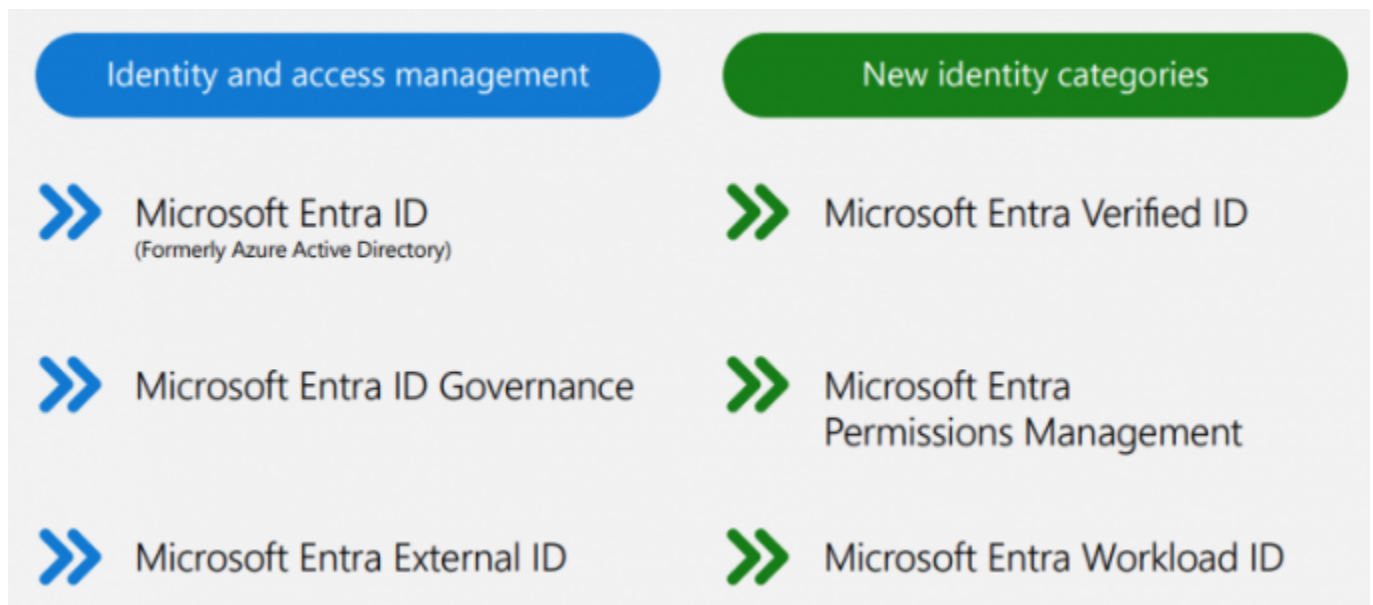 Identity and access management
Microsoft Entra ID
(Formerly Azure Active Directory)
Microsoft Entra ID Governance
Microsoft Entra External ID
New identity categories
Microsoft Entra Verified ID
Microsoft Entra
Permissions Management
Microsoft Entra Workload ID